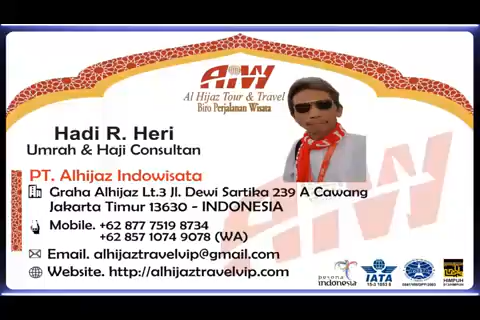 AIW
Al Hijaz Tour & Travel
Biro Perjalanan Wisata
Hadi R. Heri
Umrah & Haji Consultan
PT. Alhijaz Indowisata
Graha Alhijaz Lt.3 Jl. Dewi Sartika 239 A Cawang
Jakarta Timur 13630 - INDONESIA
Mobile. +62 877 7519 8734
+62 857 1074 9078 (WA)
Email. alhijaztravelvip@gmail.com
Website. http://alhijaztravelvip.com
pesona
indonesia
IATA
HIMPUH